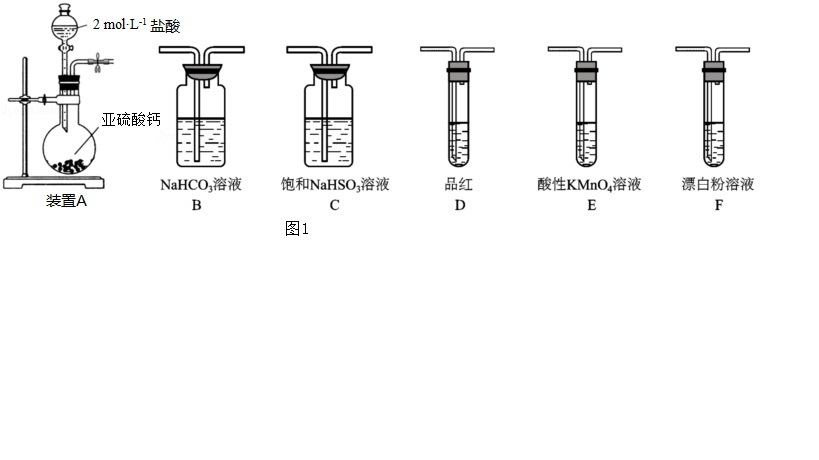 2 mol·L-1 盐酸
亚硫酸钙
装置A
NaHCO3溶液
B
饱和NaHSO3溶液
C
品红
D
酸性KMnO4溶液
E
漂白粉溶液
F
图1